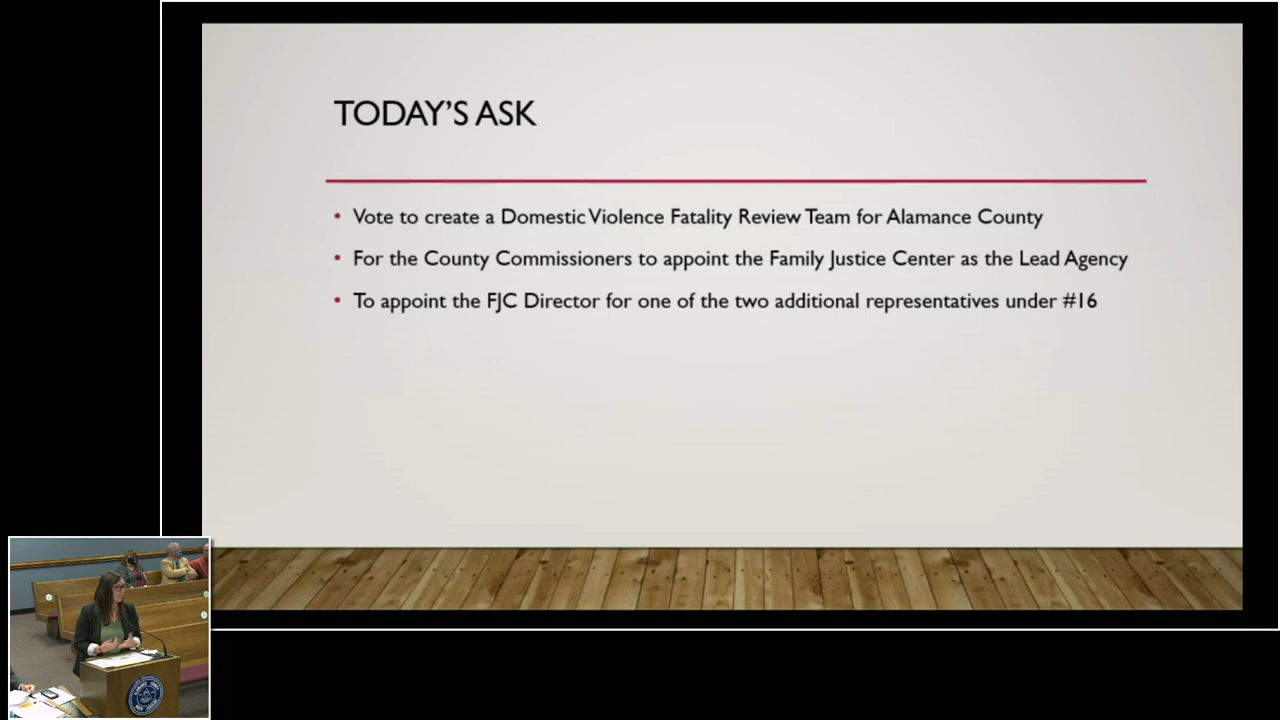 TODAY'S ASK
• Vote to create a Domestic Violence Fatality Review Team for Alamance County
• For the County Commissioners to appoint the Family Justice Center as the Lead Agency
• To appoint the FJC Director for one of the two additional representatives under #16